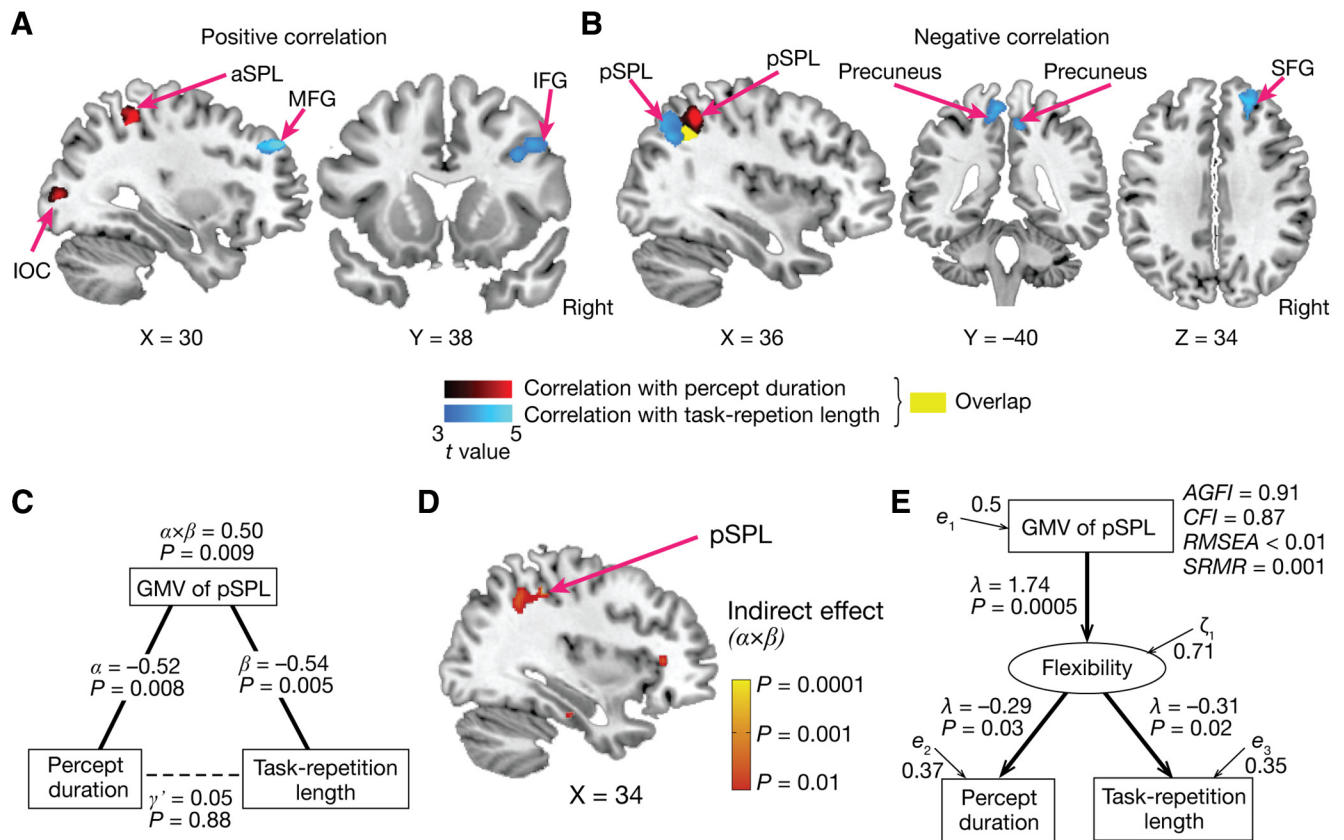 A
Positive correlation
aSPL
MFG
IFG
IOC
Right
X = 30
Y = 38
B
Negative correlation
pSPL
pSPL
Precuneus
Precuneus
SFG
Right
X = 36
Y = –40
Z = 34
Correlation with percept duration
Correlation with task-repetion length
Overlap
3
5
t value
C
α×β = 0.50
P = 0.009
GMV of pSPL
α = –0.52
P = 0.008
β = –0.54
P = 0.005
Percept
duration
Task-repetition
length
γ’ = 0.05
P = 0.88
D
pSPL
Indirect effect
(α×β)
P = 0.0001
P = 0.001
P = 0.01
X = 34
E
e1
0.5
GMV of pSPL
AGFI = 0.91
CFI = 0.87
RMSEA < 0.01
SRMR = 0.001
λ = 1.74
P = 0.0005
ζ1
0.71
Flexibility
λ = –0.29
P = 0.03
λ = –0.31
P = 0.02
e2
0.37
e3
0.35
Percept
duration
Task-repetition
length